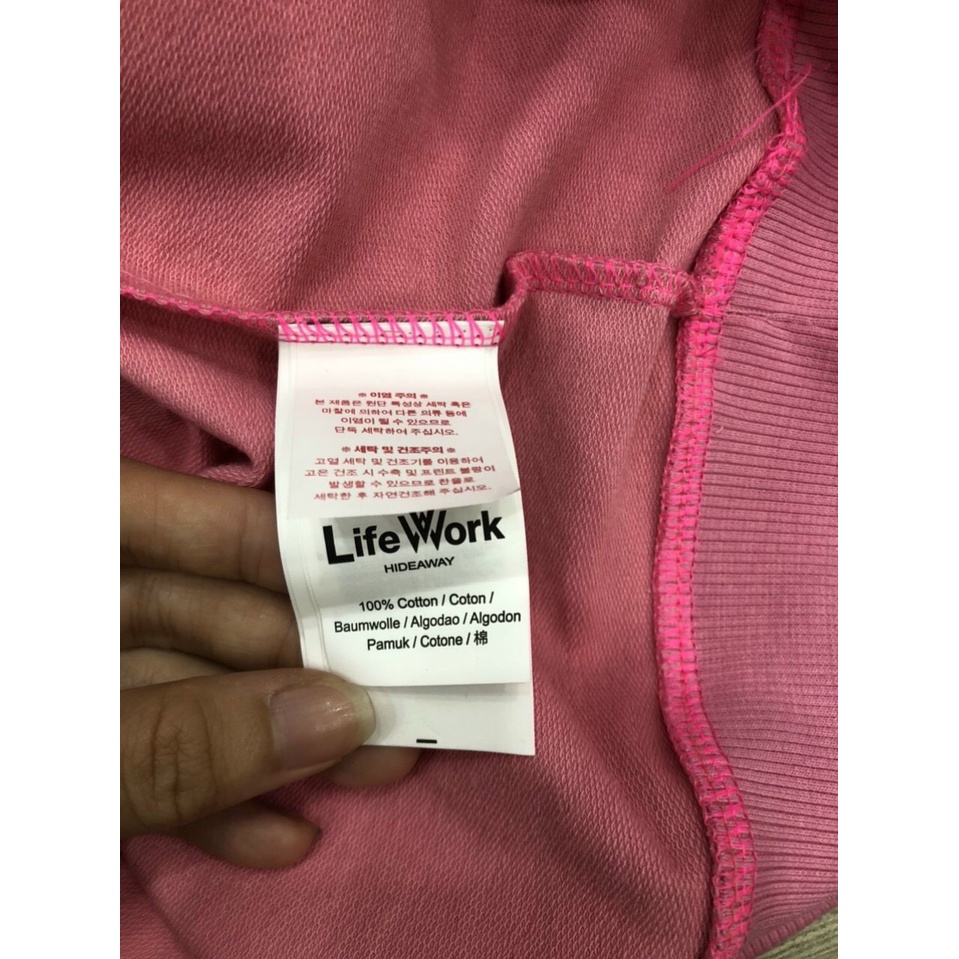 ※ 이염 주의 ※
본 제품은 원단 특성상 세탁 혹은
마찰에 의하여 다른 의류 등에
이염이 될 수 있으므로
단독 세탁하여 주십시오.
※ 세탁 및 건조주의 ※
고열 세탁 및 건조기를 이용하여
고온 건조 시 수축 및 프린트 불량이
발생할 수 있으므로 찬물로
세탁한 후 자연건조해 주십시오.
LifeWork
HIDEAWAY
100% Cotton / Coton /
Baumwolle / Algodao / Algodon
Pamuk / Cotone / 棉